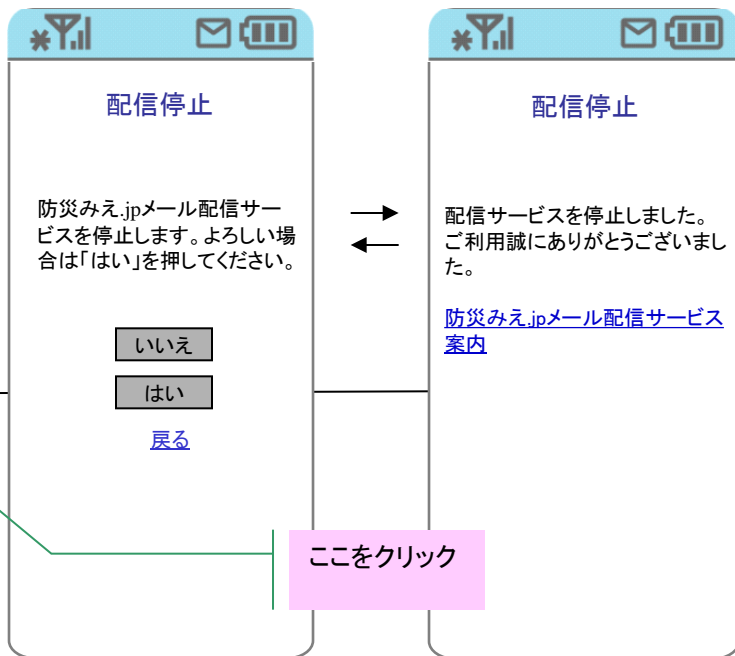 配信停止
防災みえ.jpメール配信サー
ビスを停止します。よろしい場
合は「はい」を押してください。
いいえ
はい
戻る
配信停止
配信サービスを停止しました。
ご利用誠にありがとうございまし
た。
防災みえ.jpメール配信サービス
案内
ここをクリック